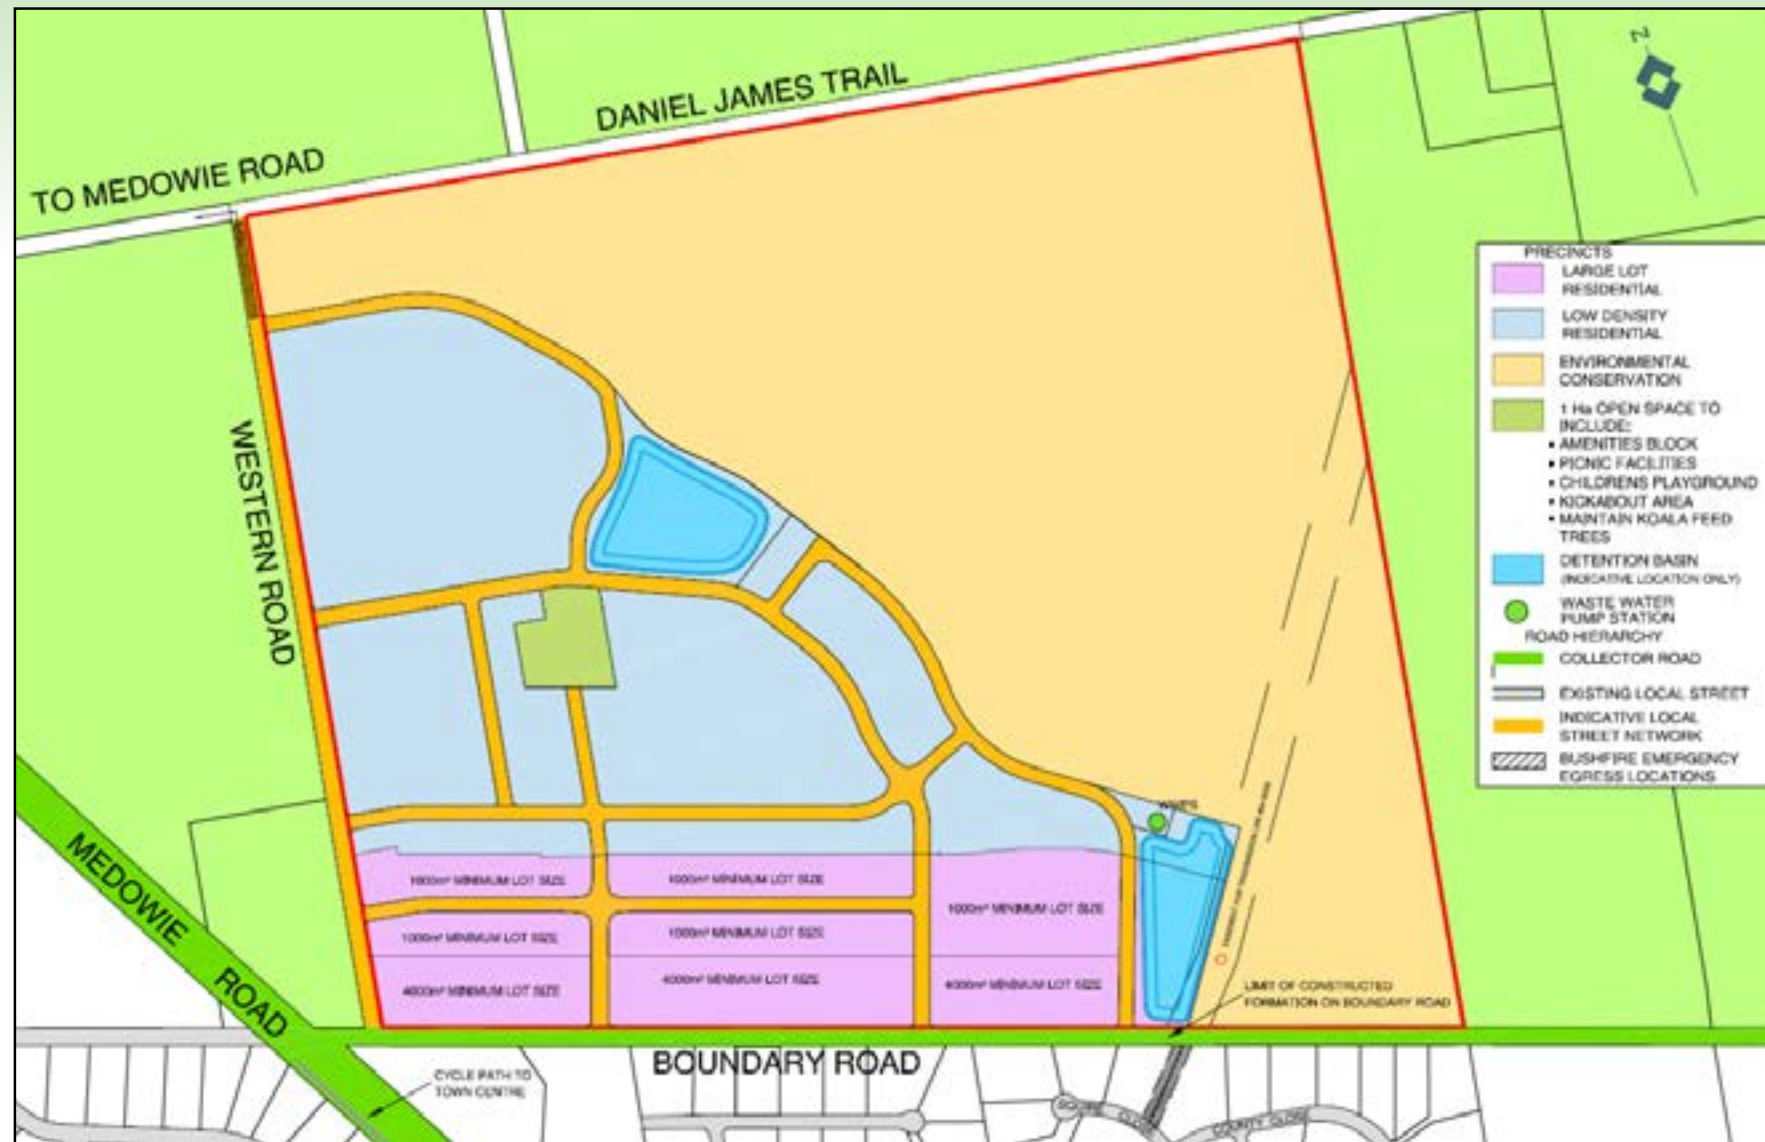 N
DANIEL JAMES TRAIL
TO MEDOWIE ROAD
WESTERN ROAD
MEDOWIE ROAD
BOUNDARY ROAD
PRECINCTS
LARGE LOT
RESIDENTIAL
LOW DENSITY
RESIDENTIAL
ENVIRONMENTAL
CONSERVATION
1 Ha OPEN SPACE TO
INCLUDE:
• AMENITIES BLOCK
• PICNIC FACILITIES
• CHILDRENS PLAYGROUND
• KICKABOUT AREA
• MAINTAIN KOALA FEED
TREES
DETENTION BASIN
(INDICATIVE LOCATION ONLY)
WASTE WATER
PUMP STATION
ROAD HIERARCHY
COLLECTOR ROAD
EXISTING LOCAL STREET
INDICATIVE LOCAL
STREET NETWORK
BUSHFIRE EMERGENCY
EGRESS LOCATIONS
WWPS
MINIMUM LOT SIZE
1000m² MINIMUM LOT SIZE
1000m² MINIMUM LOT SIZE
1000m² MINIMUM LOT SIZE
1000m² MINIMUM LOT SIZE
4000m² MINIMUM LOT SIZE
4000m² MINIMUM LOT SIZE
4000m² MINIMUM LOT SIZE
LIMIT OF CONSTRUCTED
FORMATION ON BOUNDARY ROAD
CYCLE PATH TO
TOWN CENTRE
SQUIRE CLOSE
COUNTY CLOSE